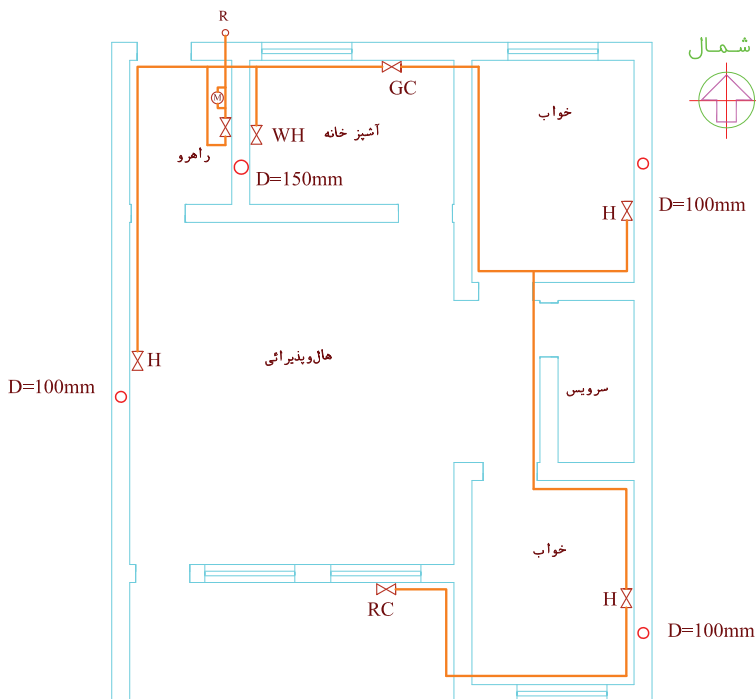 R
شمال
GC
خواب
M
WH
آشپز خانه
راهرو
D=150mm
D=100mm
H
H
هال‌وپذیرائی
D=100mm
سرویس
خواب
RC
H
D=100mm